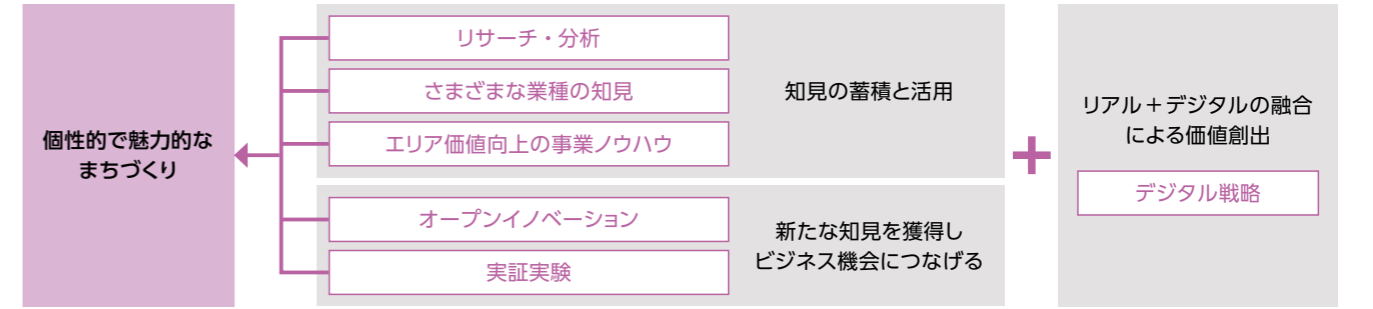 個性的で魅力的な
まちづくり
リサーチ・分析
さまざまな業種の知見
エリア価値向上の事業ノウハウ
知見の蓄積と活用
オープンイノベーション
実証実験
新たな知見を獲得し
ビジネス機会につなげる
+
リアル+デジタルの融合
による価値創出
デジタル戦略